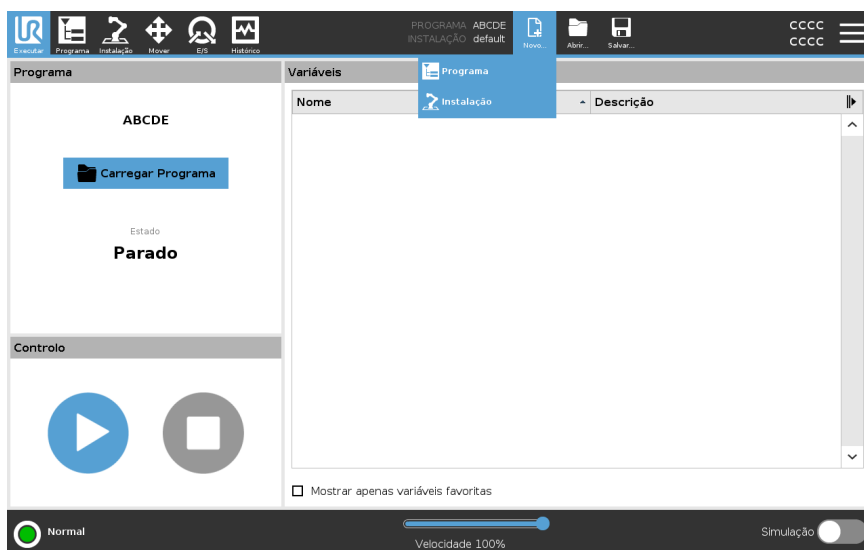 PROGRAMA ABCDE
INSTALAÇÃO default
CCCC
CCCC
Executar Programa Instalação Mover E/S Histórico Novo... Abrir... Salvar...
Programa
Variáveis
Programa
Instalação
Nome
Descrição
ABCDE
Carregar Programa
Estado
Parado
Controlo
Mostrar apenas variáveis favoritas
Normal
Velocidade 100%
Simulação